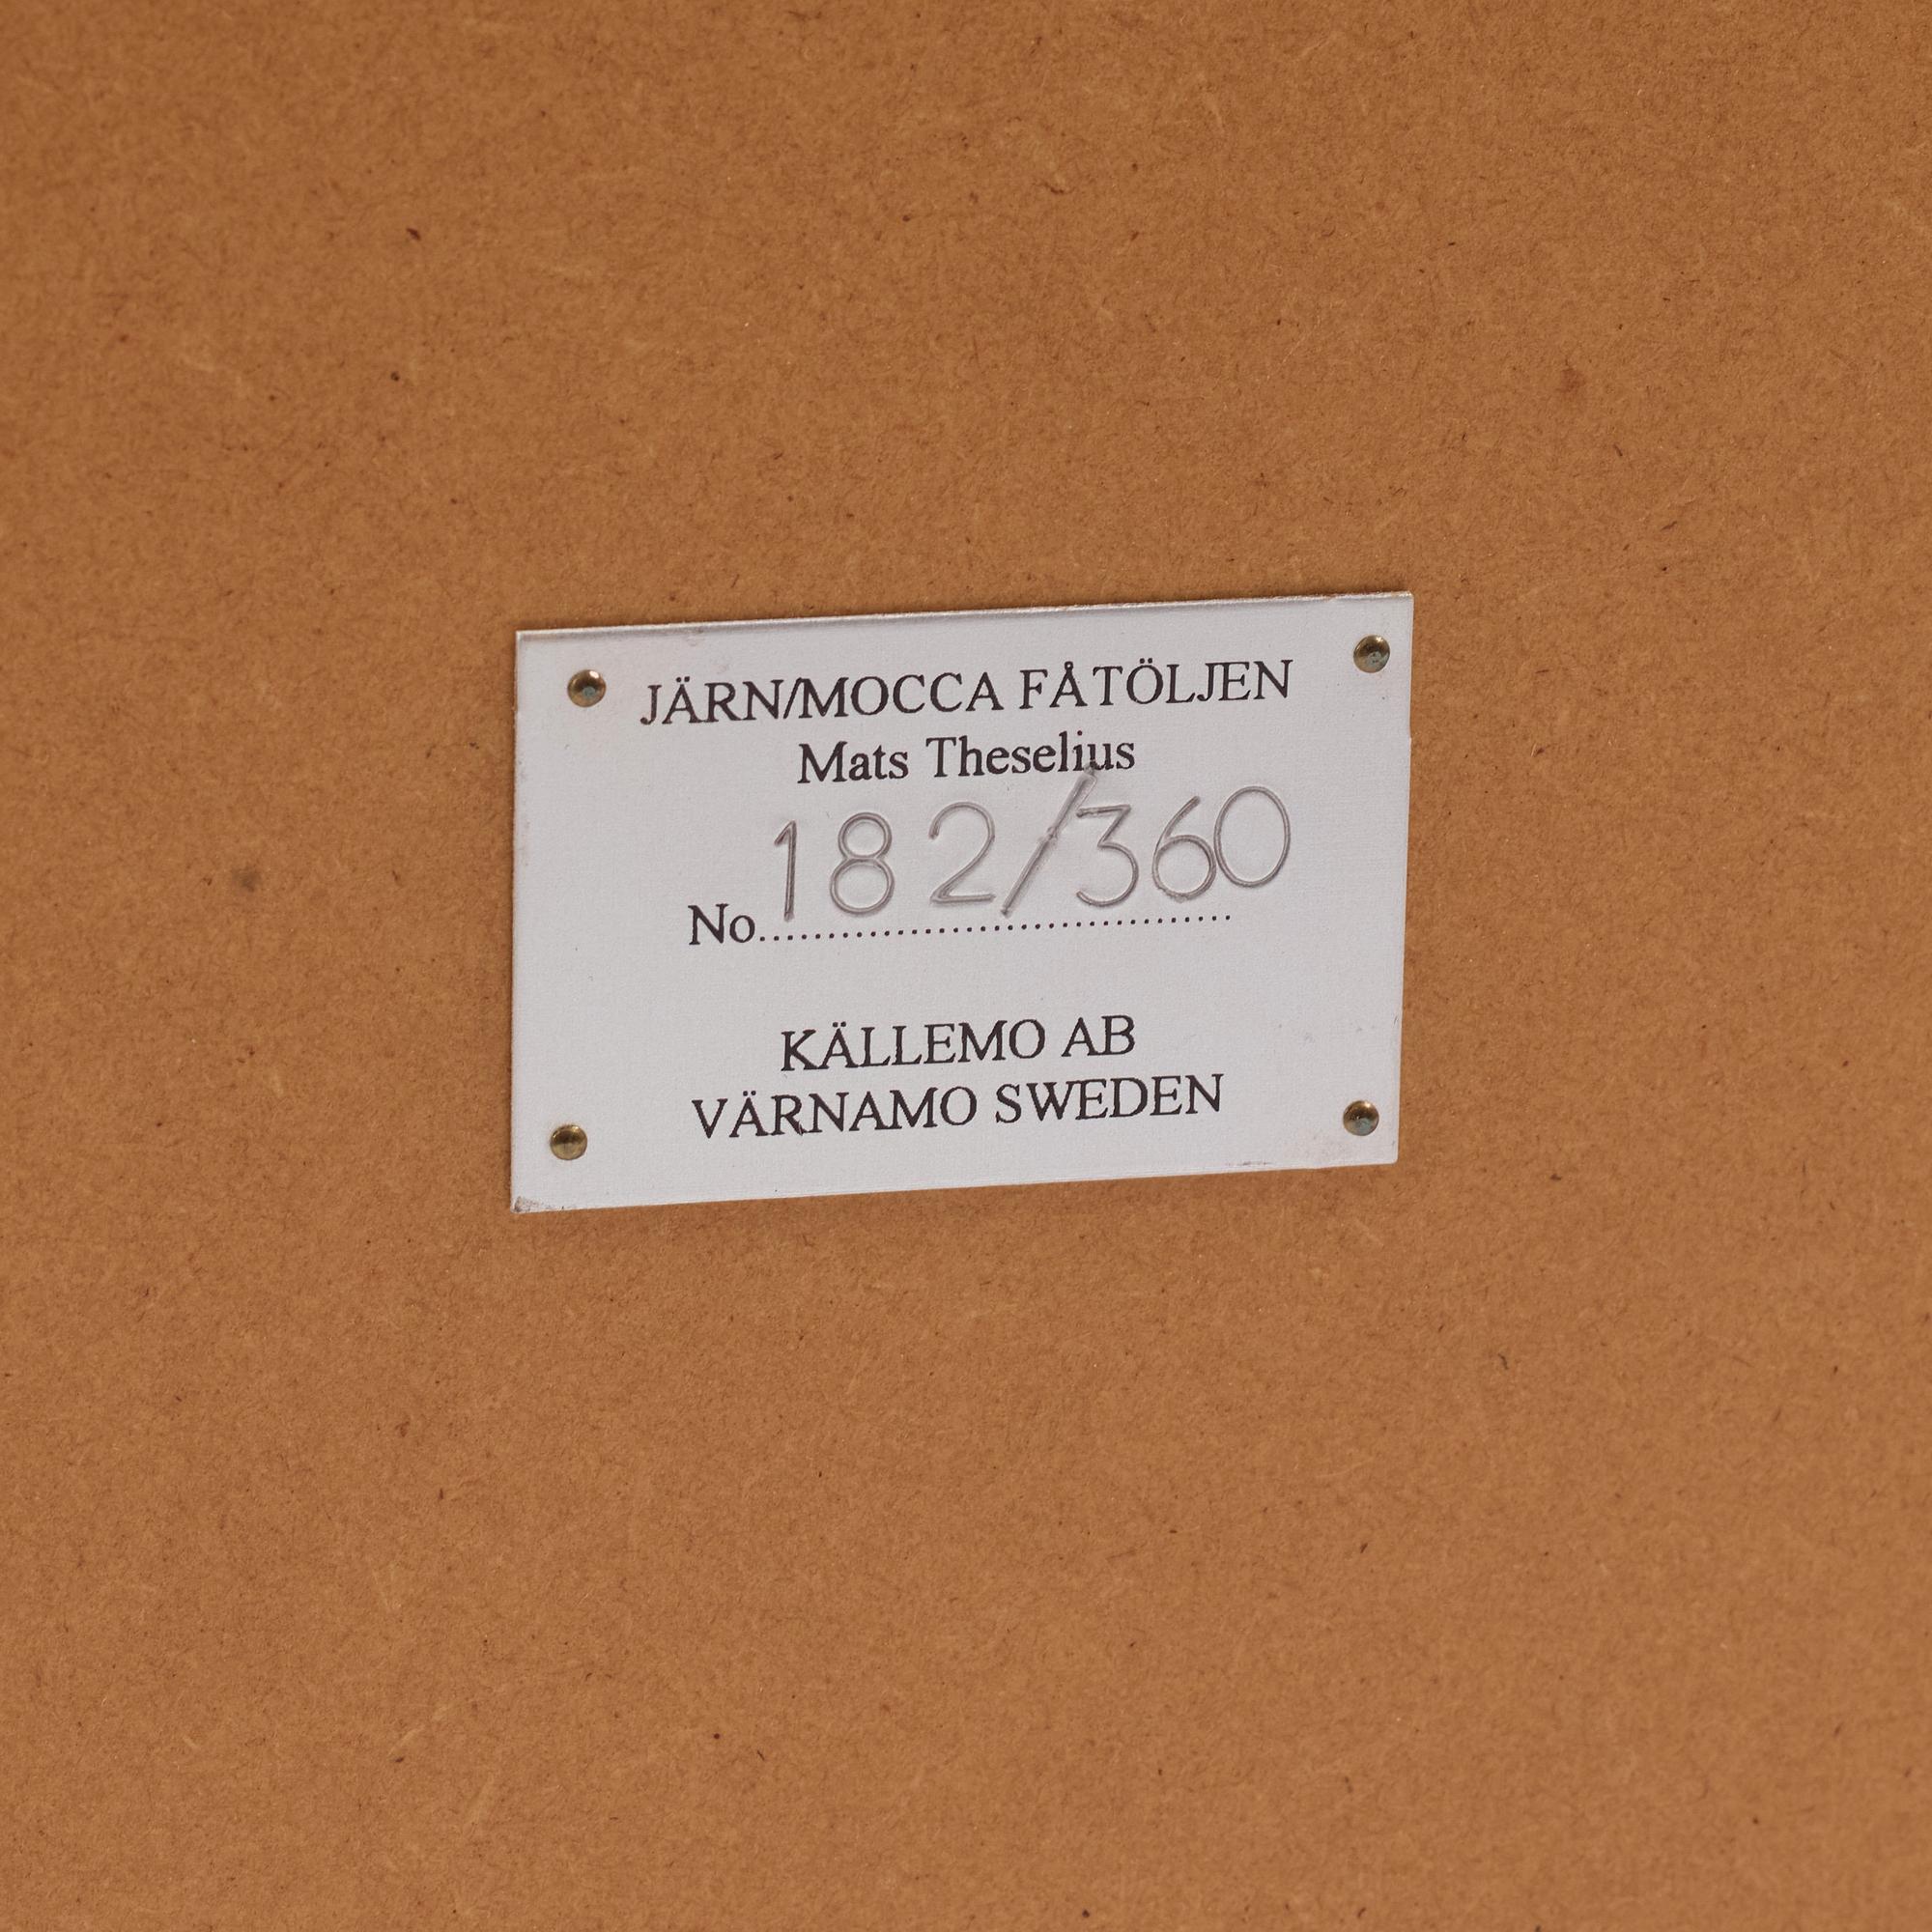 JÄRN/MOCCA FÅTÖLJEN
Mats Theselius
No. 182/360
KÄLLEMO AB
VÄRNAMO SWEDEN